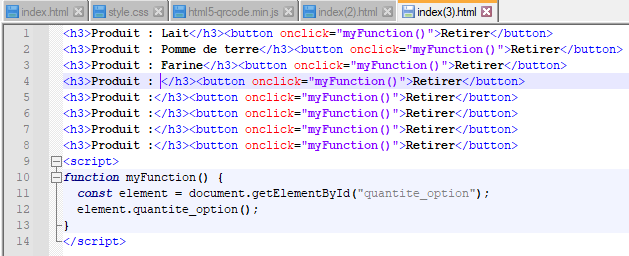 index.html style.css html5-qrcode.min.js index(2).html index(3).html
1 <h3>Produit : Lait</h3><button onclick="myFunction()">Retirer</button>
2 <h3>Produit : Pomme de terre</h3><button onclick="myFunction()">Retirer</button>
3 <h3>Produit : Farine</h3><button onclick="myFunction()">Retirer</button>
4 <h3>Produit : </h3><button onclick="myFunction()">Retirer</button>
5 <h3>Produit :</h3><button onclick="myFunction()">Retirer</button>
6 <h3>Produit :</h3><button onclick="myFunction()">Retirer</button>
7 <h3>Produit :</h3><button onclick="myFunction()">Retirer</button>
8 <h3>Produit :</h3><button onclick="myFunction()">Retirer</button>
9 <script>
10 function myFunction() {
11 const element = document.getElementById("quantite_option");
12 element.quantite_option();
13 }
14 </script>